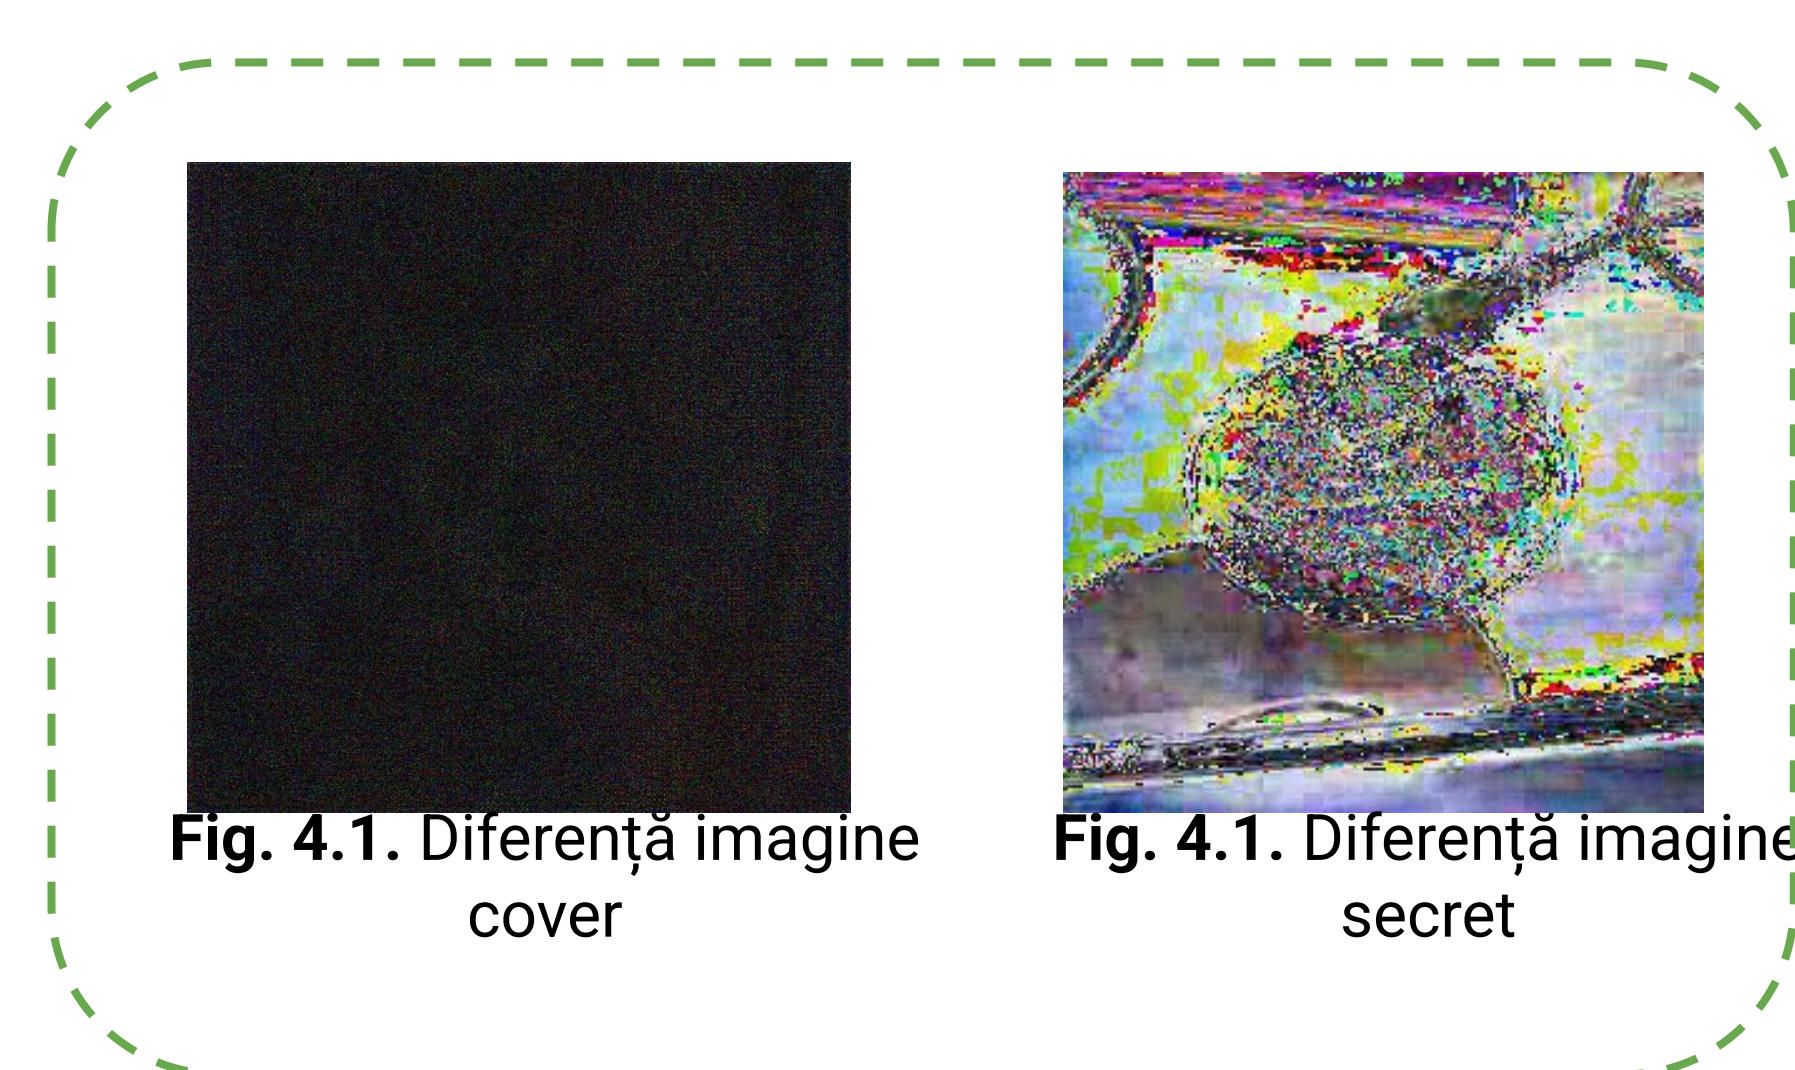 Fig. 4.1. Diferență imagine
cover
Fig. 4.1. Diferență imagine
secret